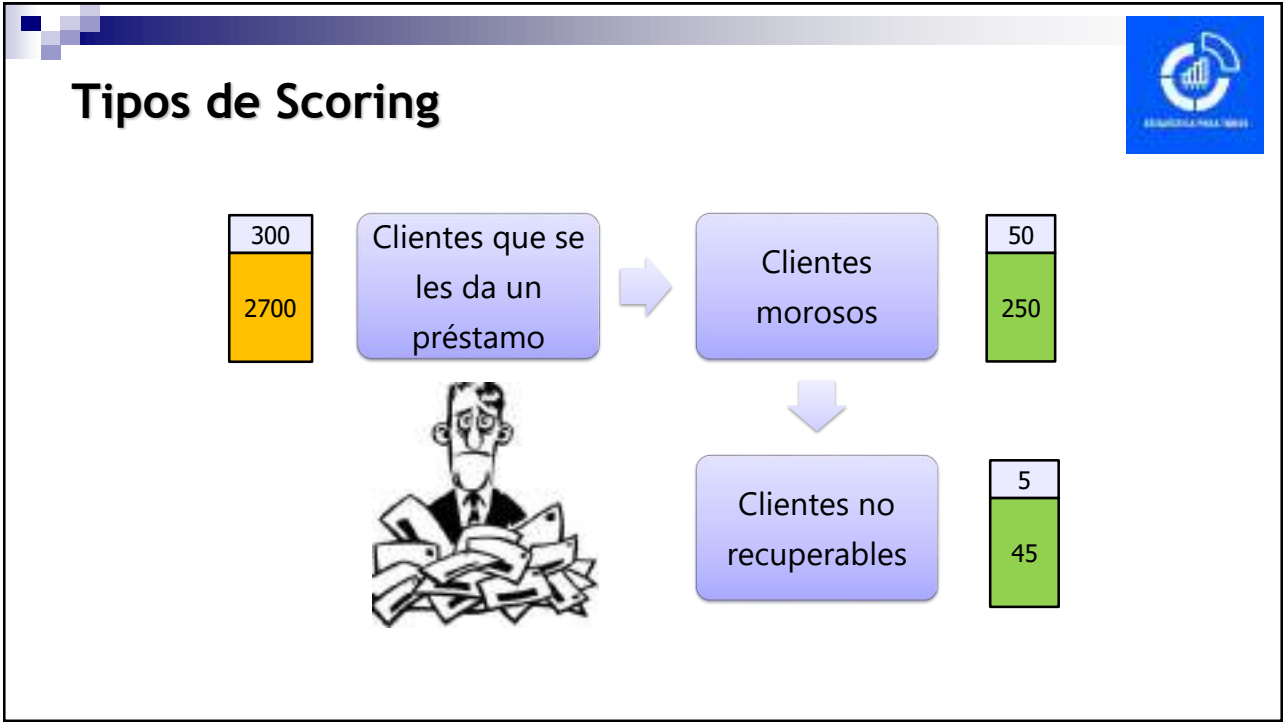 Tipos de Scoring
300
2700
Clientes que se
les da un
préstamo
Clientes
morosos
50
250
Clientes no
recuperables
5
45